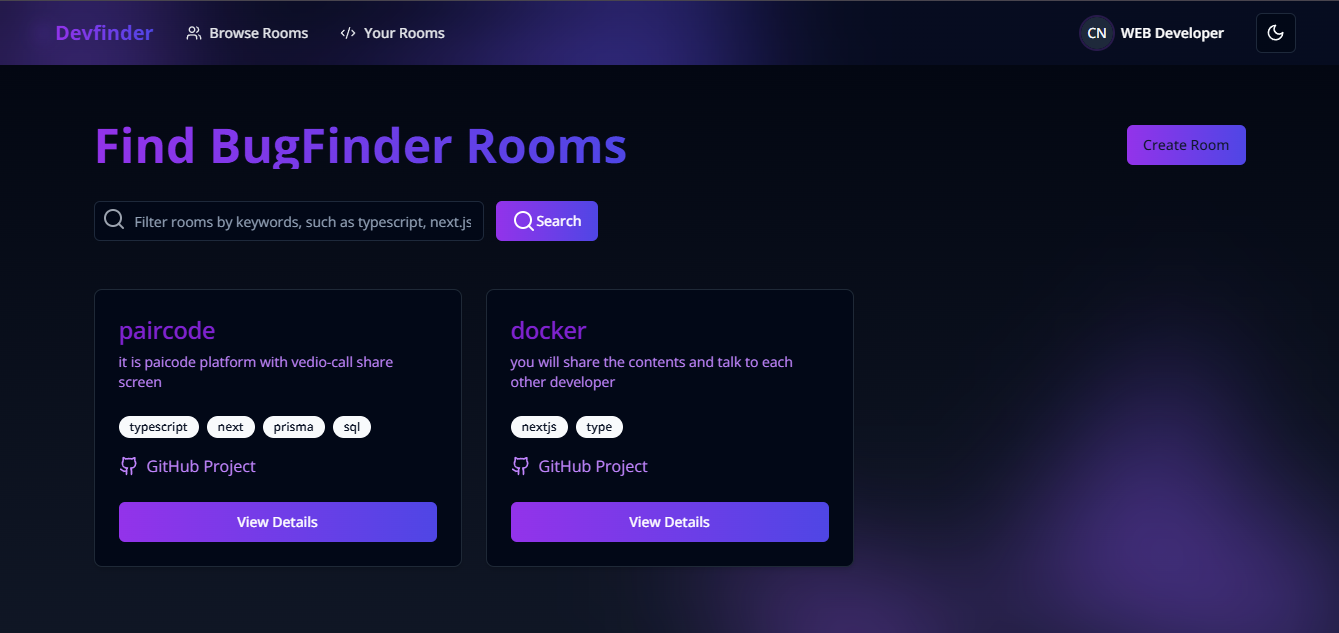 Devfinder
Browse Rooms
Your Rooms
CN
WEB Developer
Find BugFinder Rooms
Create Room
Filter rooms by keywords, such as typescript, next.js
Search
paircode
it is paicode platform with vedio-call share
screen
typescript
next
prisma
sql
GitHub Project
View Details
docker
you will share the contents and talk to each
other developer
nextjs
type
GitHub Project
View Details